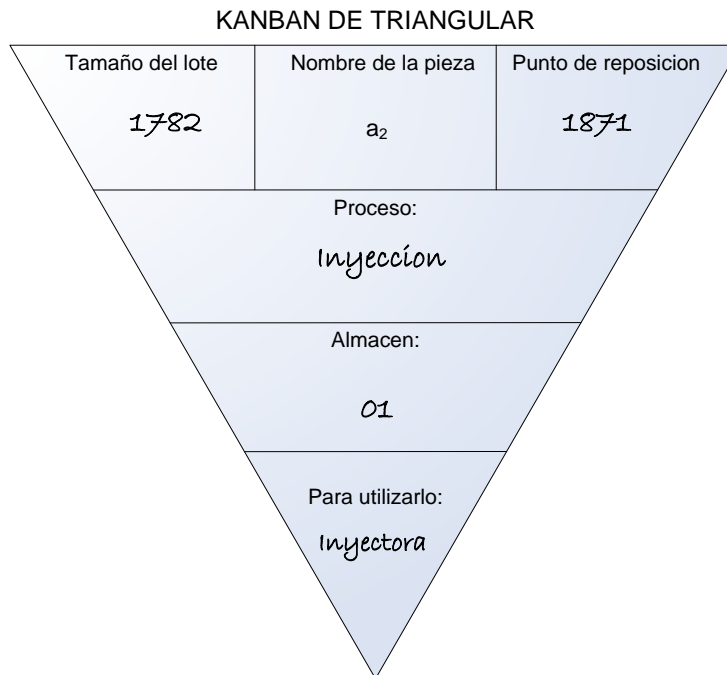 KANBAN DE TRIANGULAR
Tamaño del lote
Nombre de la pieza
Punto de reposicion
1782
a₂
1871
Proceso:
Inyeccion
Almacen:
01
Para utilizarlo:
Inyectora